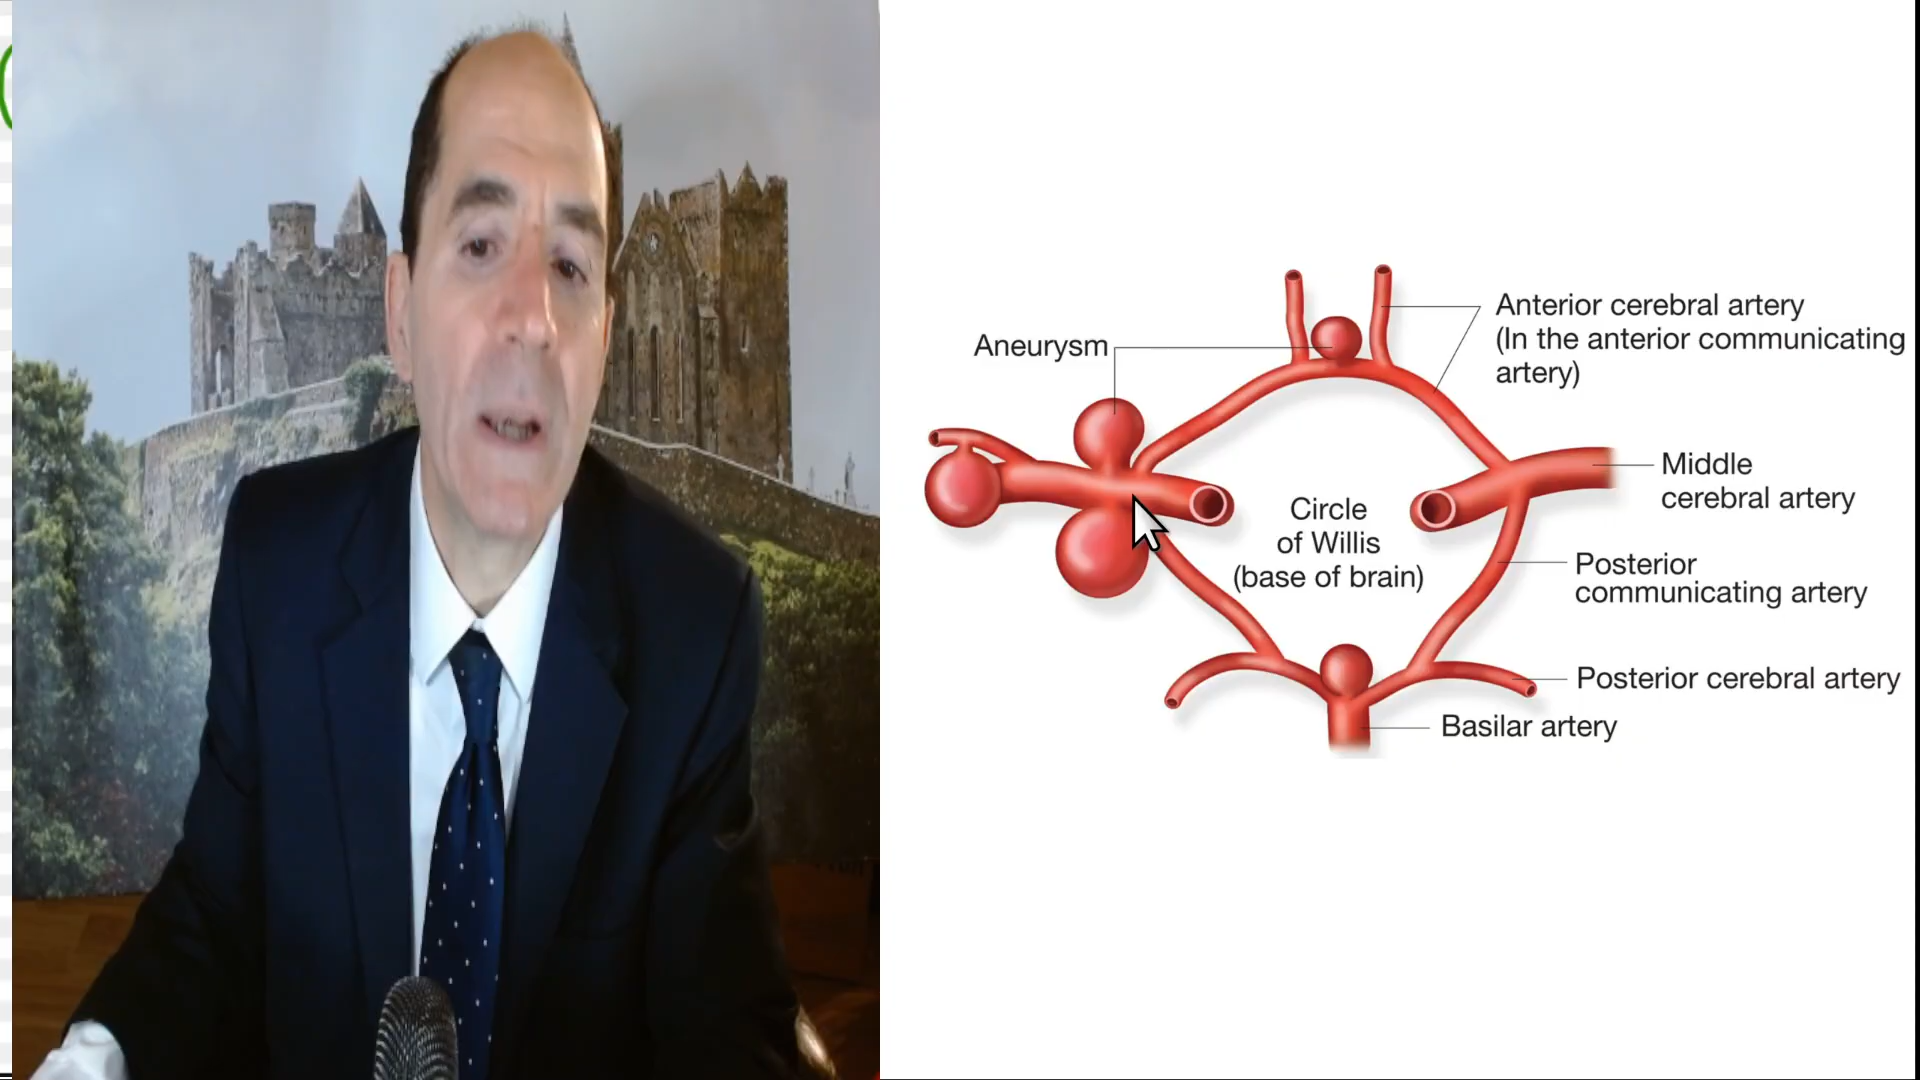 Anterior cerebral artery
(In the anterior communicating
artery)
Aneurysm
Middle
cerebral artery
Circle
of Willis
(base of brain)
Posterior
communicating artery
Posterior cerebral artery
Basilar artery